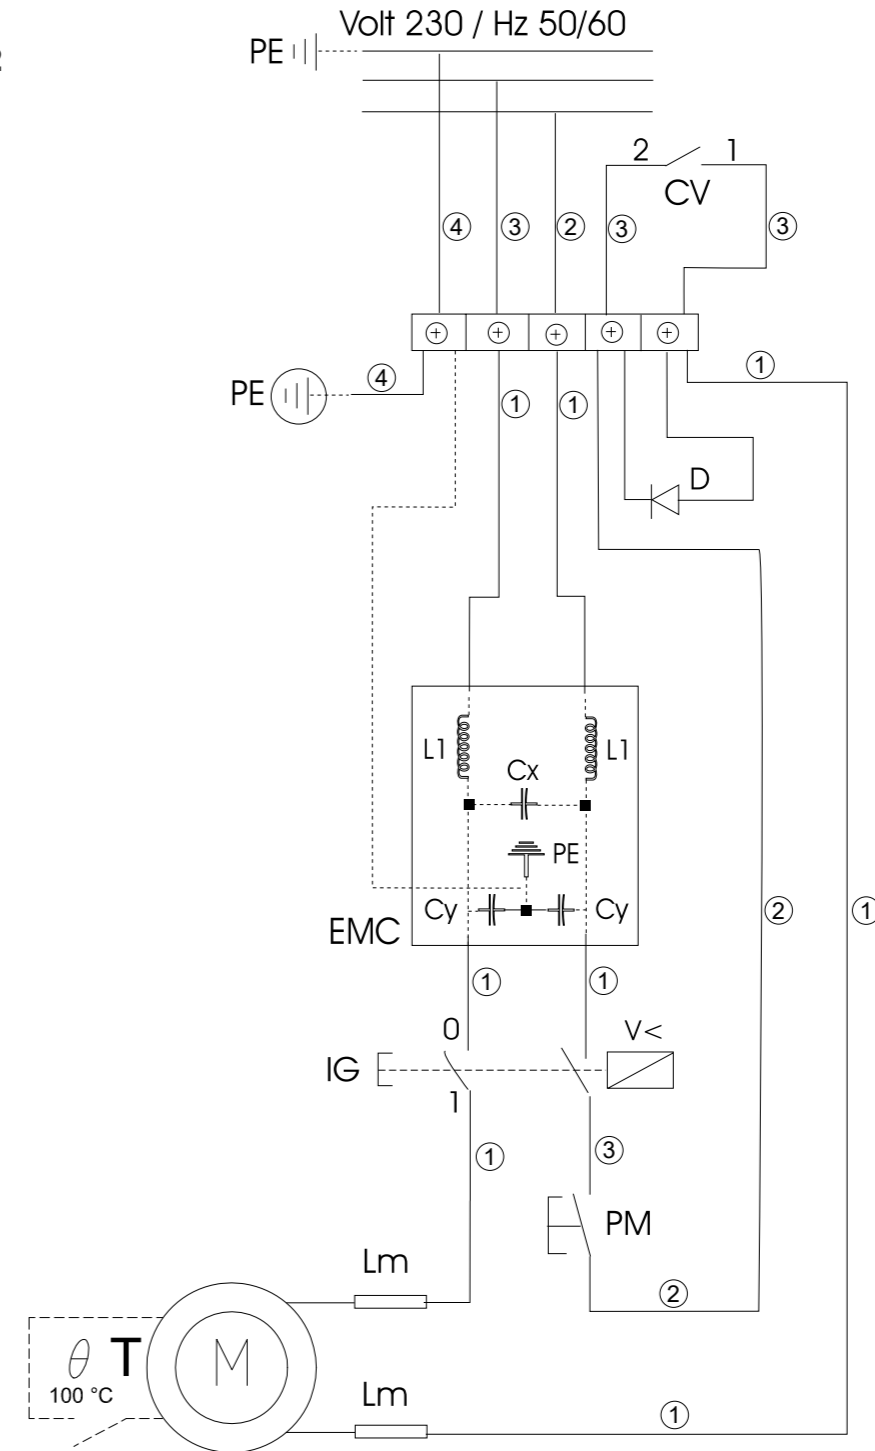 Volt 230 / Hz 50/60
PE
2 1
CV
4 3 2 3 3
+ + + + +
1
PE 4
1 1
D
L1 L1
Cx
PE
Cy Cy
EMC
2 1
1 1
0 V<
IG
1
1 3
PM
Lm
2
θ T M
100 °C
Lm
1